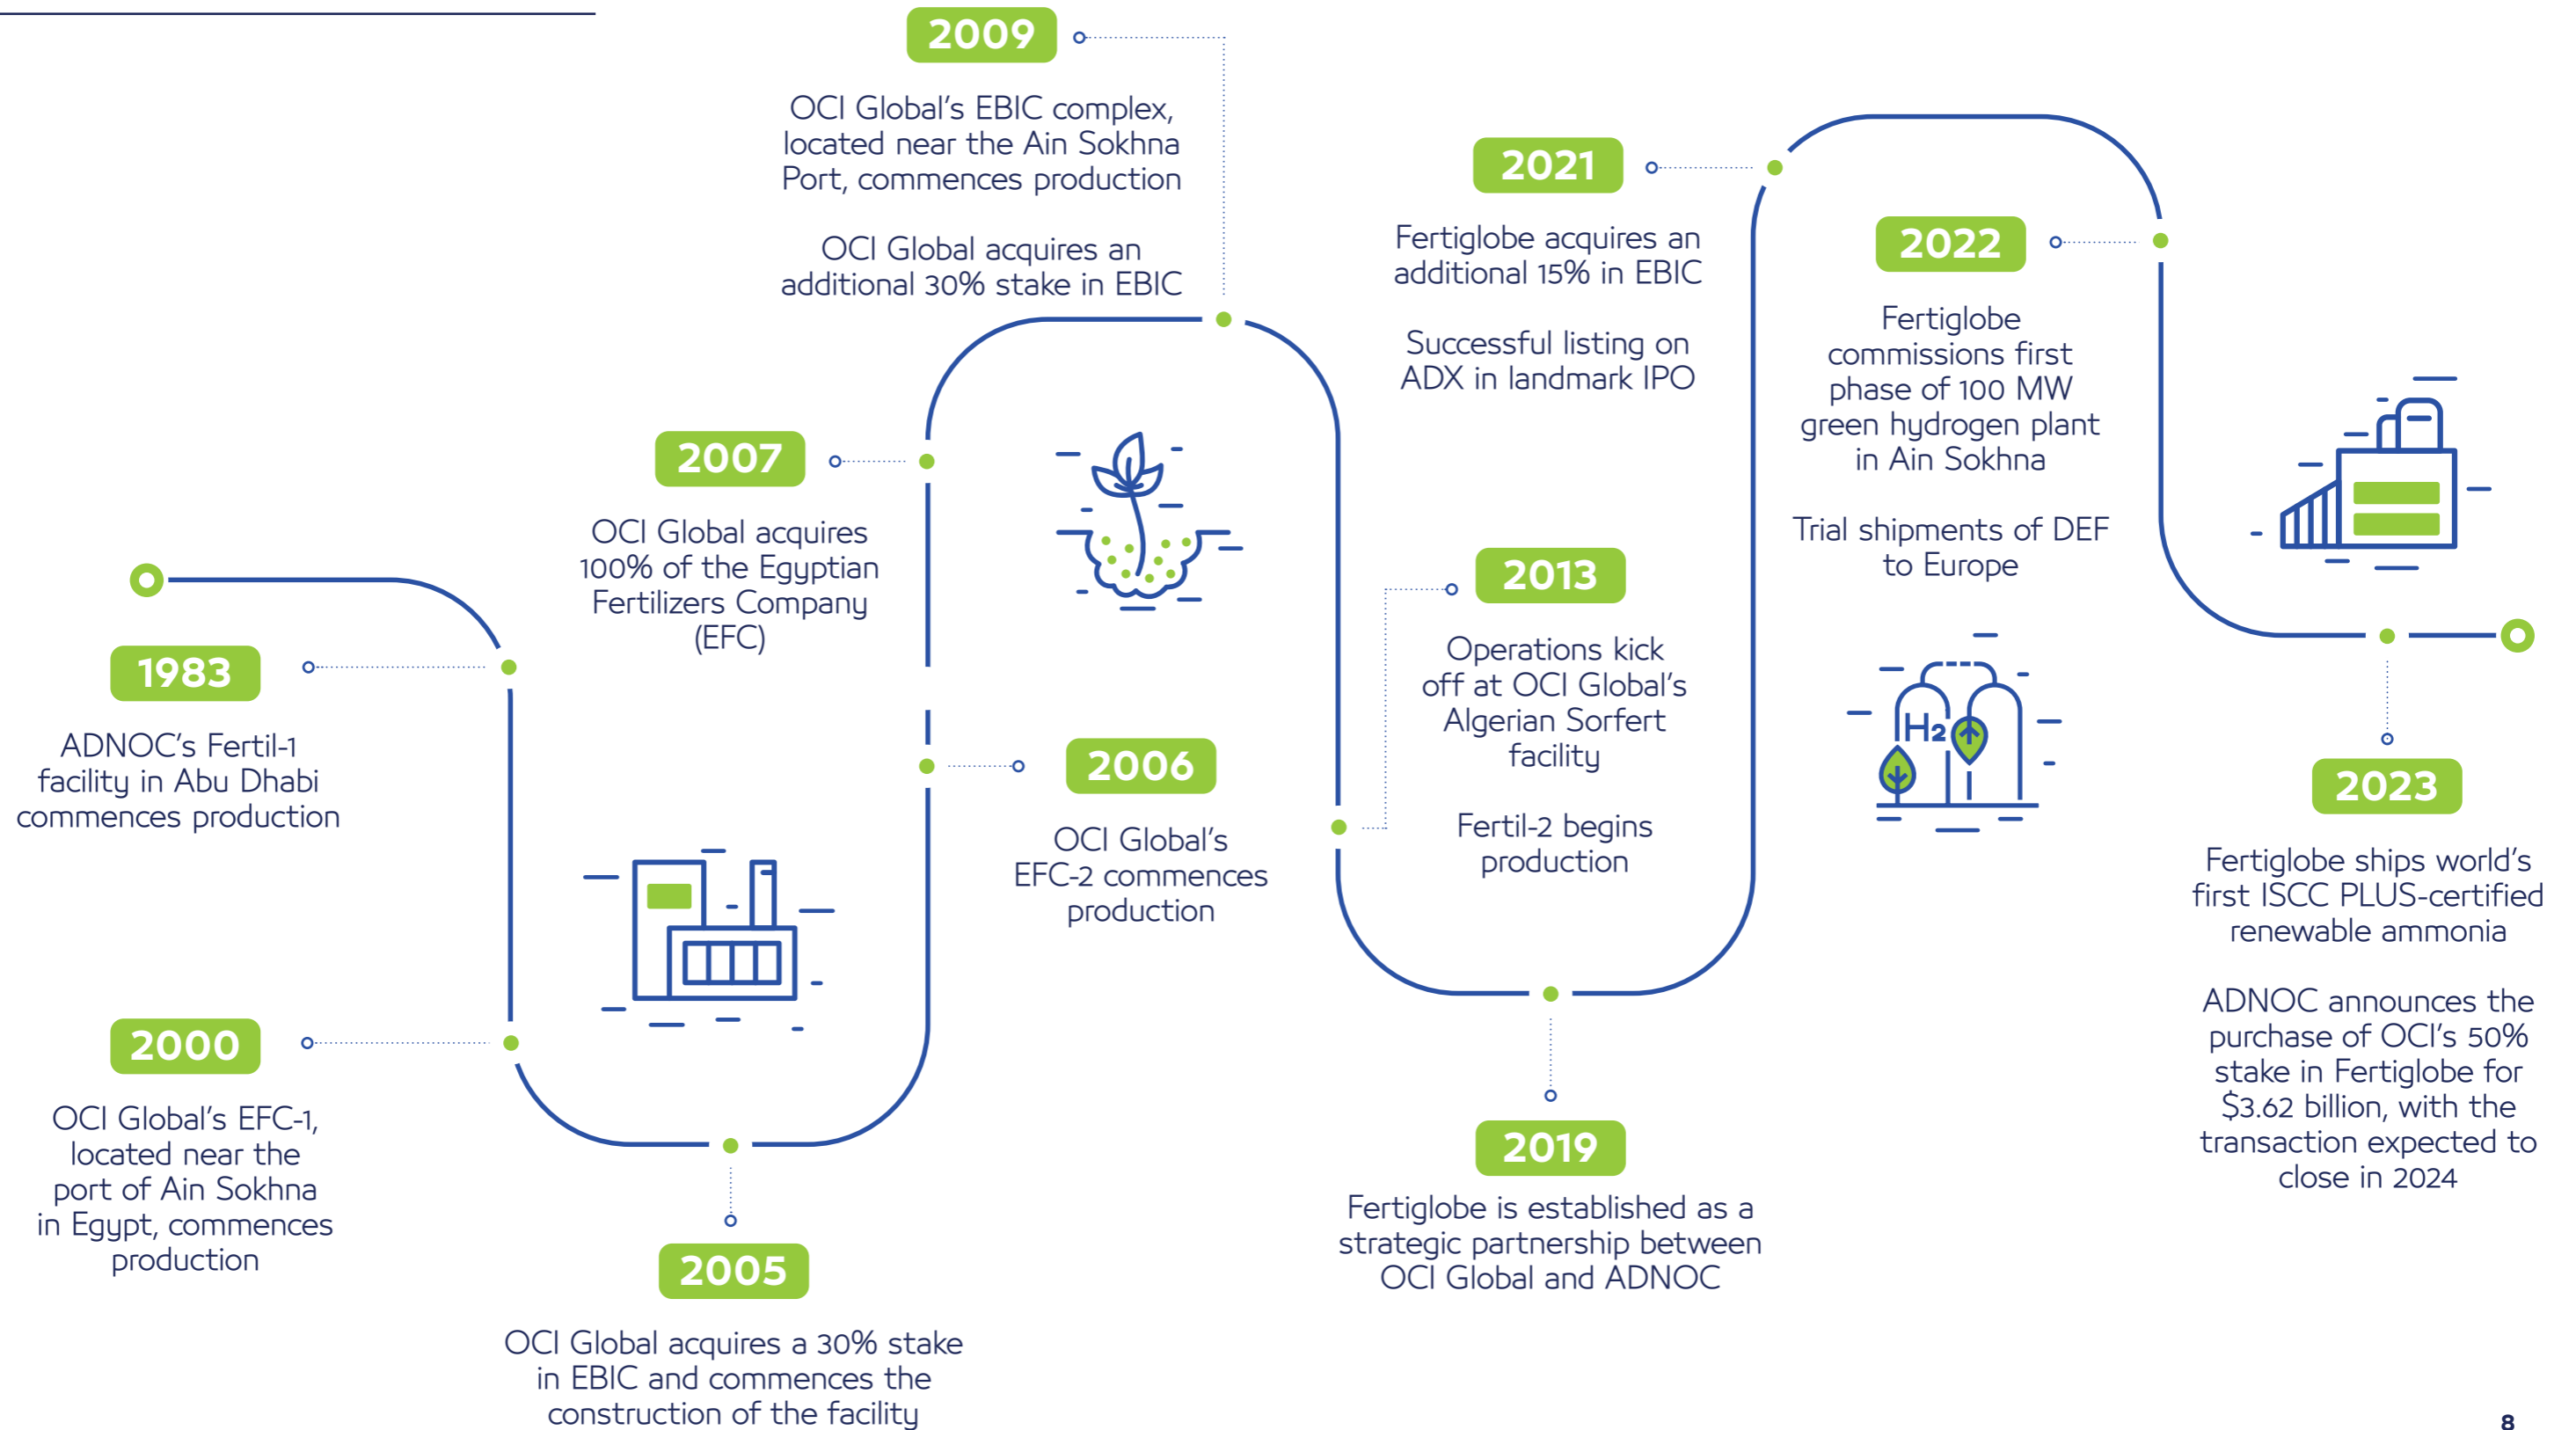 1983
ADNOC's Fertil-1
facility in Abu Dhabi
commences production
2000
OCI Global's EFC-1,
located near the
port of Ain Sokhna
in Egypt, commences
production
2005
OCI Global acquires a 30% stake
in EBIC and commences the
construction of the facility
2006
OCI Global's
EFC-2 commences
production
2007
OCI Global acquires
100% of the Egyptian
Fertilizers Company
(EFC)
2009
OCI Global's EBIC complex,
located near the Ain Sokhna
Port, commences production
OCI Global acquires an
additional 30% stake in EBIC
2013
Operations kick
off at OCI Global's
Algerian Sorfert
facility
Fertil-2 begins
production
2019
Fertiglobe is established as a
strategic partnership between
OCI Global and ADNOC
2021
Fertiglobe acquires an
additional 15% in EBIC
Successful listing on
ADX in landmark IPO
2022
Fertiglobe
commissions first
phase of 100 MW
green hydrogen plant
in Ain Sokhna
Trial shipments of DEF
to Europe
H2
2023
Fertiglobe ships world's
first ISCC PLUS-certified
renewable ammonia
ADNOC announces the
purchase of OCI's 50%
stake in Fertiglobe for
$3.62 billion, with the
transaction expected to
close in 2024
8